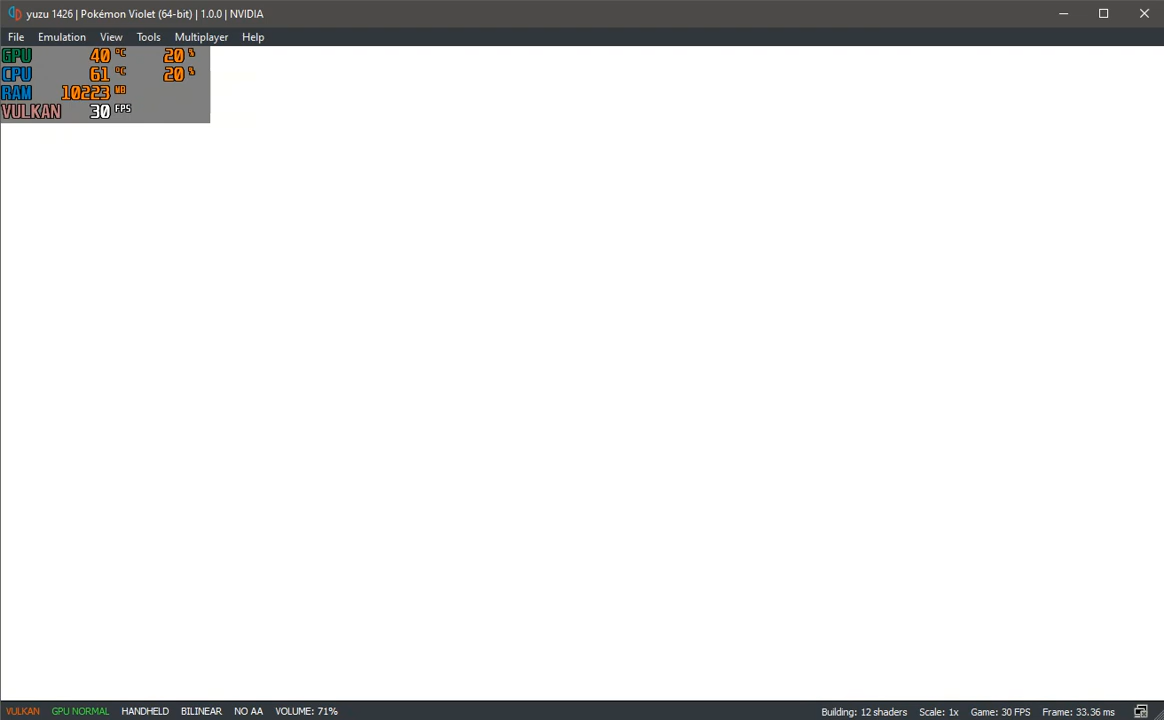 yuzu 1426 | Pokémon Violet (64-bit) | 1.0.0 | NVIDIA
File Emulation View Tools Multiplayer Help
GPU 40 °C 20 %
CPU 61 °C 20 %
RAM 10223 MB
VULKAN 30 FPS
VULKAN GPU NORMAL HANDHELD BILINEAR NO AA VOLUME: 71% Building: 12 shaders Scale: 1x Game: 30 FPS Frame: 33.36 ms